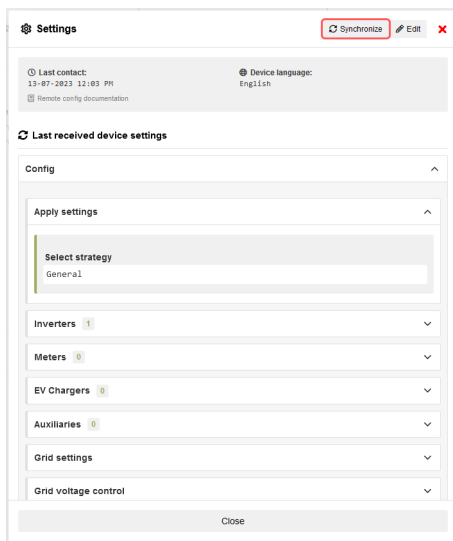 Settings
Synchronize
Edit
Last contact:
13-07-2023 12:03 PM
Remote config documentation
Device language:
English
Last received device settings
Config
Apply settings
Select strategy
General
Inverters 1
Meters 0
EV Chargers 0
Auxiliaries 0
Grid settings
Grid voltage control
Close